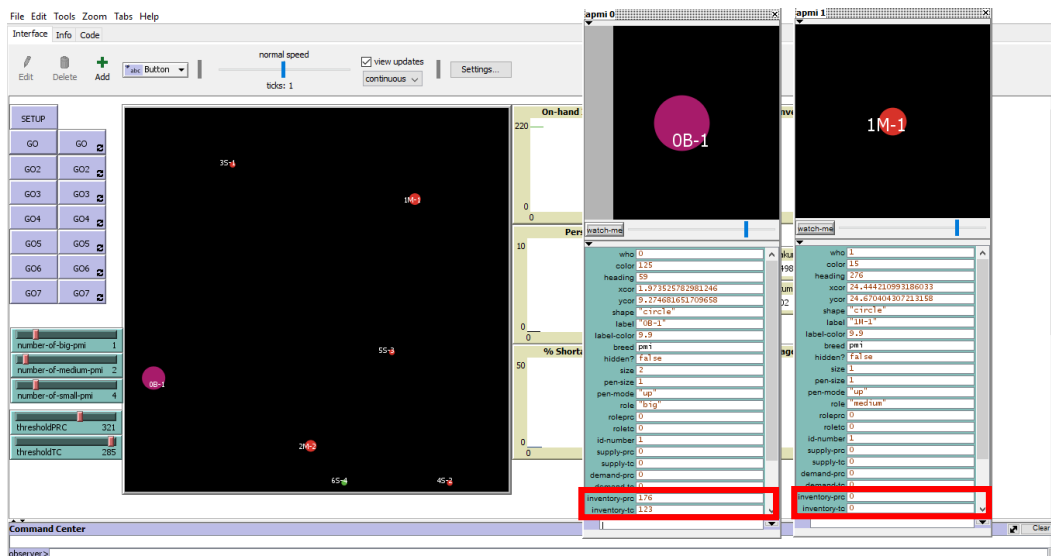 File Edit Tools Zoom Tabs Help
Interface Info Code
Edit Delete Add abc Button
normal speed
ticks: 1
view updates
continuous
Settings...
SETUP
GO GO
GO2 GO2
GO3 GO3
GO4 GO4
GO5 GO5
GO6 GO6
GO7 GO7
number-of-big-pmi 1
number-of-medium-pmi 2
number-of-small-pmi 4
thresholdPRC 321
thresholdTC 285
3S-1
1M-1
5S-3
0B-1
2M-2
6S-4
4S-2
On-hand
220
0
0
Pers
10
0
0
% Shorta
50
0
0
apmi 0
0B-1
watch-me
who 0
color 125
heading 59
xcor 1.973525782981246
ycor 9.274681651709658
shape "circle"
label "0B-1"
label-color 9.9
breed pmi
hidden? false
size 2
pen-size 1
pen-mode "up"
role "big"
roleprc 0
roletc 0
id-number 1
supply-prc 0
supply-tc 0
demand-prc 0
demand-tc 0
inventory-prc 176
inventory-tc 123
apmi 1
1M-1
watch-me
who 1
color 15
heading 276
xcor 24.444210993186033
ycor 24.670404307213158
shape "circle"
label "1M-1"
label-color 9.9
breed pmi
hidden? false
size 1
pen-size 1
pen-mode "up"
role "medium"
roleprc 0
roletc 0
id-number 1
supply-prc 0
supply-tc 0
demand-prc 0
demand-tc 0
inventory-prc 0
inventory-tc 0
Command Center
Clear
observer>